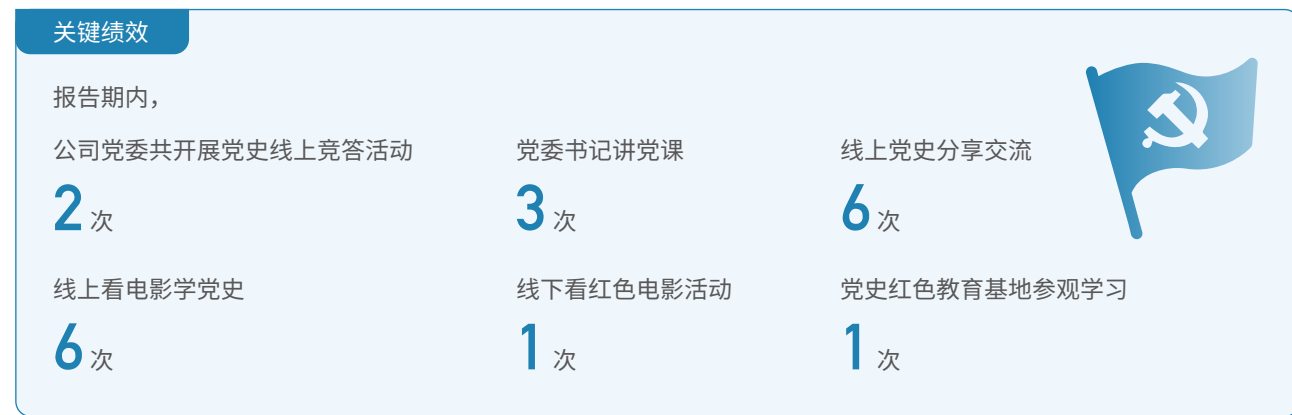 关键绩效
报告期内，
公司党委共开展党史线上竞答活动
2 次
党委书记讲党课
3 次
线上党史分享交流
6 次
线上看电影学党史
6 次
线下看红色电影活动
1 次
党史红色教育基地参观学习
1 次